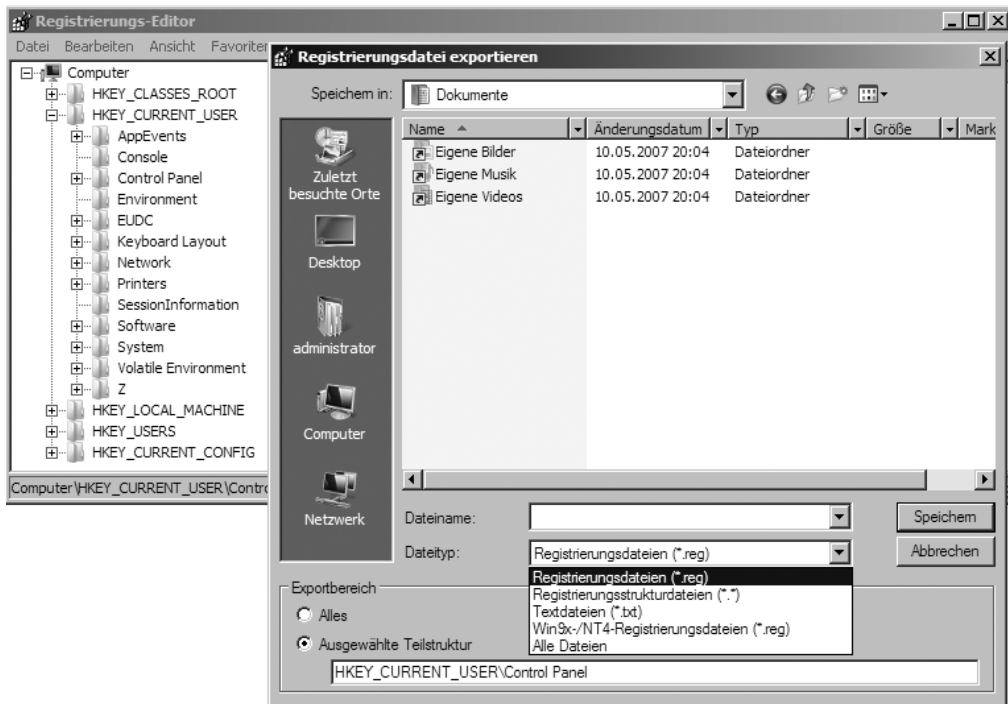 Registrierungs-Editor
Datei Bearbeiten Ansicht Favoriten
Computer
HKEY_CLASSES_ROOT
HKEY_CURRENT_USER
AppEvents
Console
Control Panel
Environment
EUDC
Keyboard Layout
Network
Printers
SessionInformation
Software
System
Volatile Environment
Z
HKEY_LOCAL_MACHINE
HKEY_USERS
HKEY_CURRENT_CONFIG
Computer\HKEY_CURRENT_USER\Contro
Registrierungsdatei exportieren
Speichern in: Dokumente
Name Änderungsdatum Typ Größe Mark
Eigene Bilder 10.05.2007 20:04 Dateiordner
Eigene Musik 10.05.2007 20:04 Dateiordner
Eigene Videos 10.05.2007 20:04 Dateiordner
Zuletzt
besuchte Orte
Desktop
administrator
Computer
Netzwerk
Dateiname: Speichern
Dateityp: Registrierungsdateien (*.reg) Abbrechen
Registrierungsdateien (*.reg)
Registrierungsstrukturdateien (*.*)
Textdateien (*.txt)
Win9x-/NT4-Registrierungsdateien (*.reg)
Alle Dateien
Exportbereich
Alles
Ausgewählte Teilstruktur
HKEY_CURRENT_USER\Control Panel